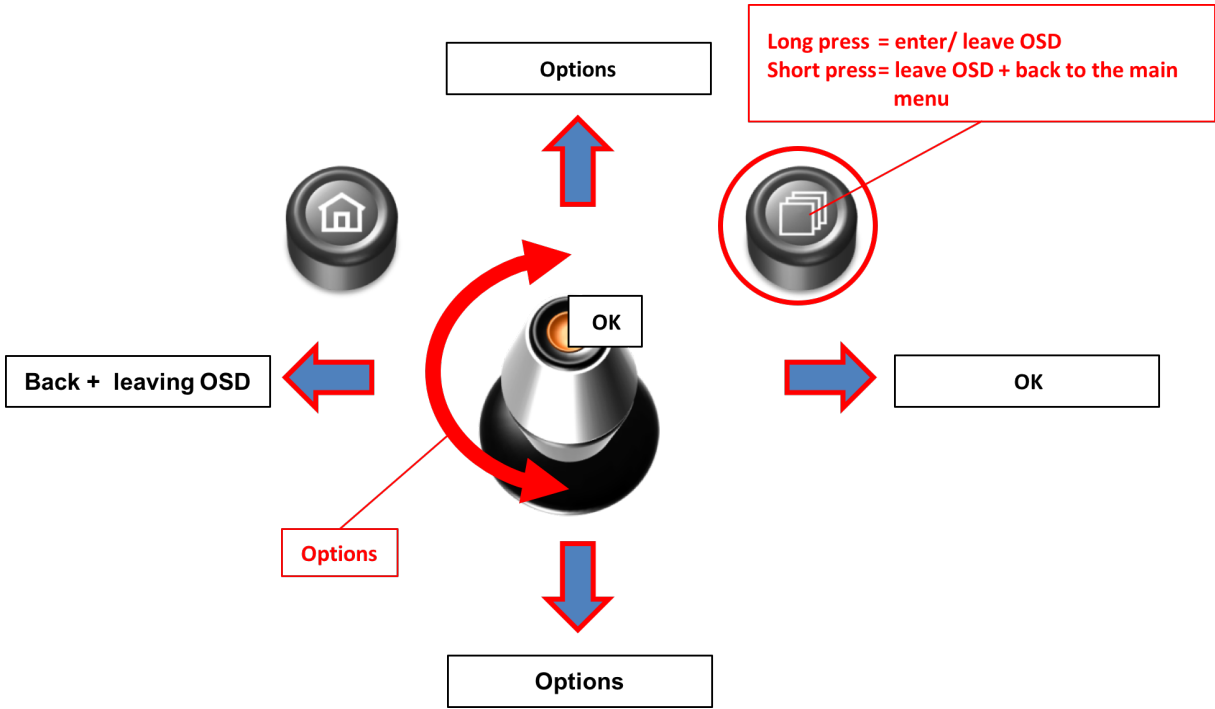 Options
Long press = enter/ leave OSD
Short press= leave OSD + back to the main
menu
OK
Back + leaving OSD
OK
Options
Options